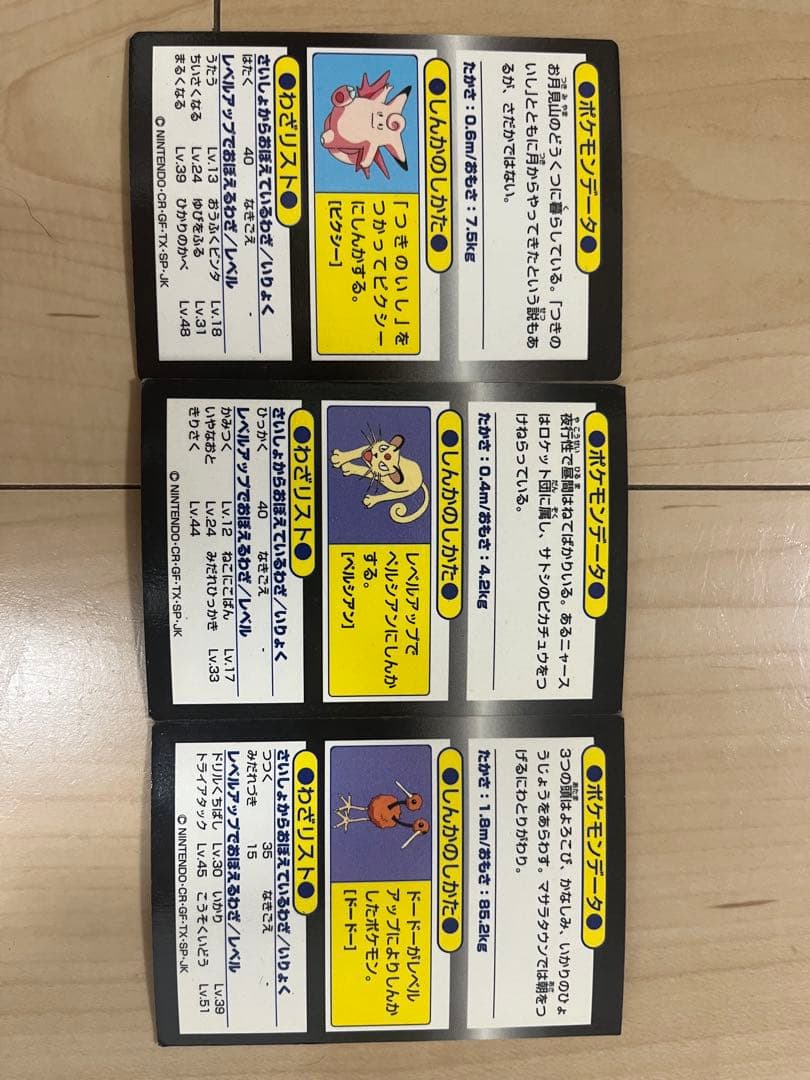 ●ポケモンデータ●
お月見山のどうくつに暮らしている。「つきの
いし」とともに月からやってきたという説もあ
るが、さだかではない。
たかさ：0.6m/おもさ：7.5kg
●しんかのしかた●
「つきのいし」を
つかってピクシー
にしんかする。
[ピクシー]
●わざリスト●
さいしょからおぼえているわざ/いりょく
はたく 40 なきごえ -
レベルアップでおぼえるわざ/レベル
うたう Lv.13 おうふくビンタ Lv.18
ちいさくなる Lv.24 ゆびをふる Lv.31
まるくなる Lv.39 ひかりのかべ Lv.48
©NINTENDO・CR・GF・TX・SP・JK
●ポケモンデータ●
夜行性で昼間はねてばかりいる。あるニャース
はロケット団に属し、サトシのピカチュウをつ
けねらっている。
たかさ：0.4m/おもさ：4.2kg
●しんかのしかた●
レベルアップで
ペルシアンにしんか
する。
[ペルシアン]
●わざリスト●
さいしょからおぼえているわざ/いりょく
ひっかく 40 なきごえ -
レベルアップでおぼえるわざ/レベル
かみつく Lv.12 ねこにこばん Lv.17
いやなおと Lv.24 みだれひっかき Lv.33
きりさく Lv.44
©NINTENDO・CR・GF・TX・SP・JK
●ポケモンデータ●
3つの頭はよろこび、かなしみ、いかりのひょ
うじょうをあらわす。マサラタウンでは朝をつ
げるにわとりがわり。
たかさ：1.8m/おもさ：85.2kg
●しんかのしかた●
ドードーがレベル
アップによりしんか
したポケモン。
[ドードー]
●わざリスト●
さいしょからおぼえているわざ/いりょく
つつく 35 なきごえ -
みだれづき 15
レベルアップでおぼえるわざ/レベル
ドリルくちばし Lv.30 いかり Lv.39
トライアタック Lv.45 こうそくいどう Lv.51
©NINTENDO・CR・GF・TX・SP・JK